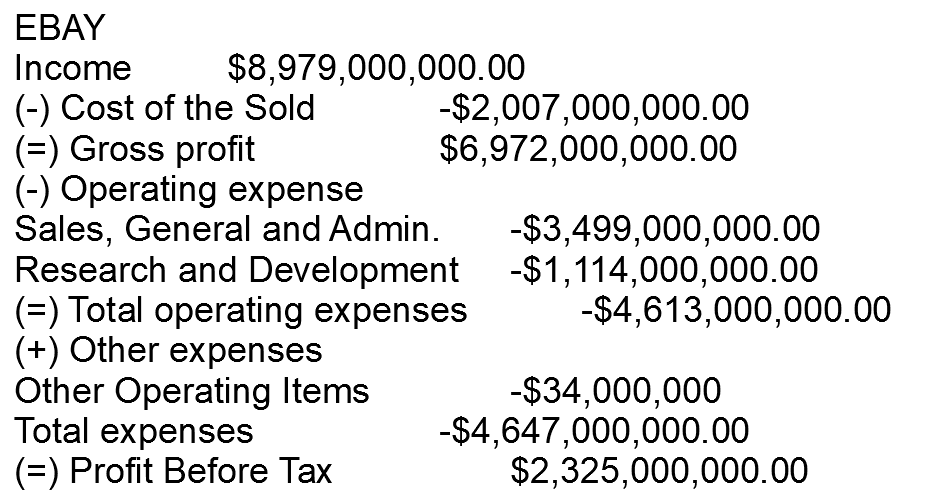 EBAY
Income $8,979,000,000.00
(-) Cost of the Sold -$2,007,000,000.00
(=) Gross profit $6,972,000,000.00
(-) Operating expense
Sales, General and Admin. -$3,499,000,000.00
Research and Development -$1,114,000,000.00
(=) Total operating expenses -$4,613,000,000.00
(+) Other expenses
Other Operating Items -$34,000,000
Total expenses -$4,647,000,000.00
(=) Profit Before Tax $2,325,000,000.00